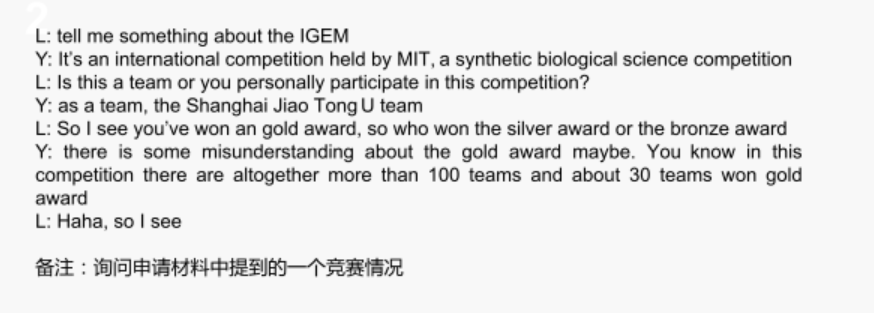 2
L: tell me something about the IGEM
Y: It's an international competition held by MIT, a synthetic biological science competition
L: Is this a team or you personally participate in this competition?
Y: as a team, the Shanghai Jiao Tong U team
L: So I see you've won an gold award, so who won the silver award or the bronze award
Y: there is some misunderstanding about the gold award maybe. You know in this
competition there are altogether more than 100 teams and about 30 teams won gold
award
L: Haha, so I see
备注：询问申请材料中提到的一个竞赛情况